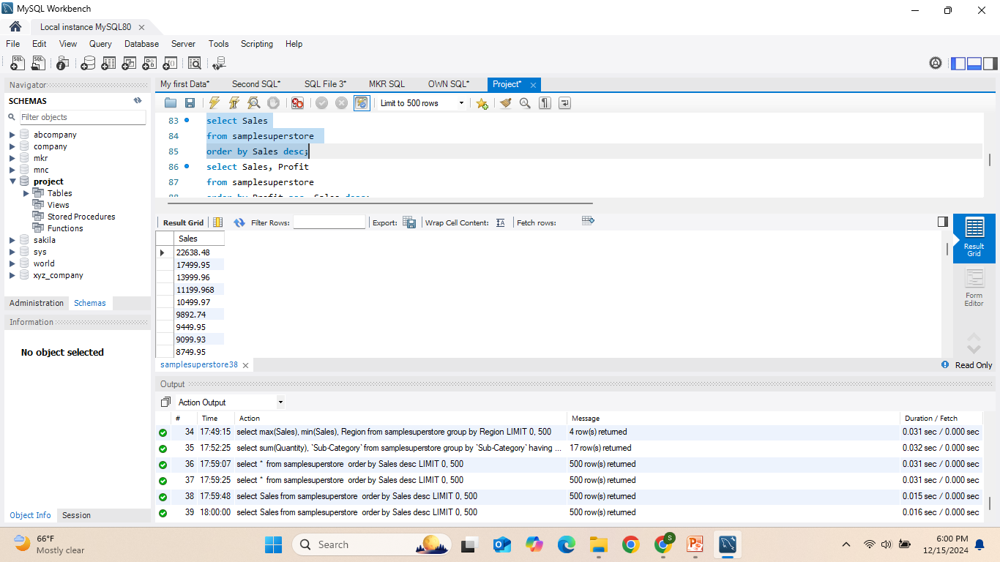 MySQL Workbench
Local instance MySQL80
File Edit View Query Database Server Tools Scripting Help
Navigator
SCHEMAS
Filter objects
abcompany
company
mkr
mnc
project
Tables
Views
Stored Procedures
Functions
sakila
sys
world
xyz_company
Administration Schemas
Information
No object selected
Object Info Session
My first Data* Second SQL* SQL File 3* MKR SQL OWN SQL* Project*
Limit to 500 rows
83 select Sales
84 from samplesuperstore
85 order by Sales desc;
86 select Sales, Profit
87 from samplesuperstore
Result Grid Filter Rows: Export: Wrap Cell Content: Fetch rows:
Sales
22638.48
17499.95
13999.96
11199.968
10499.97
9892.74
9449.95
9099.93
8749.95
Result Grid
Form Editor
samplesuperstore38
Read Only
Output
Action Output
# Time Action Message Duration / Fetch
34 17:49:15 select max(Sales), min(Sales), Region from samplesuperstore group by Region LIMIT 0, 500 4 row(s) returned 0.031 sec / 0.000 sec
35 17:52:25 select sum(Quantity), `Sub-Category` from samplesuperstore group by `Sub-Category` having ... 17 row(s) returned 0.032 sec / 0.000 sec
36 17:59:07 select * from samplesuperstore order by Sales desc LIMIT 0, 500 500 row(s) returned 0.031 sec / 0.000 sec
37 17:59:25 select * from samplesuperstore order by Sales desc LIMIT 0, 500 500 row(s) returned 0.031 sec / 0.000 sec
38 17:59:48 select Sales from samplesuperstore order by Sales desc LIMIT 0, 500 500 row(s) returned 0.015 sec / 0.000 sec
39 18:00:00 select Sales from samplesuperstore order by Sales desc LIMIT 0, 500 500 row(s) returned 0.016 sec / 0.000 sec
66°F
Mostly clear
Search
6:00 PM
12/15/2024